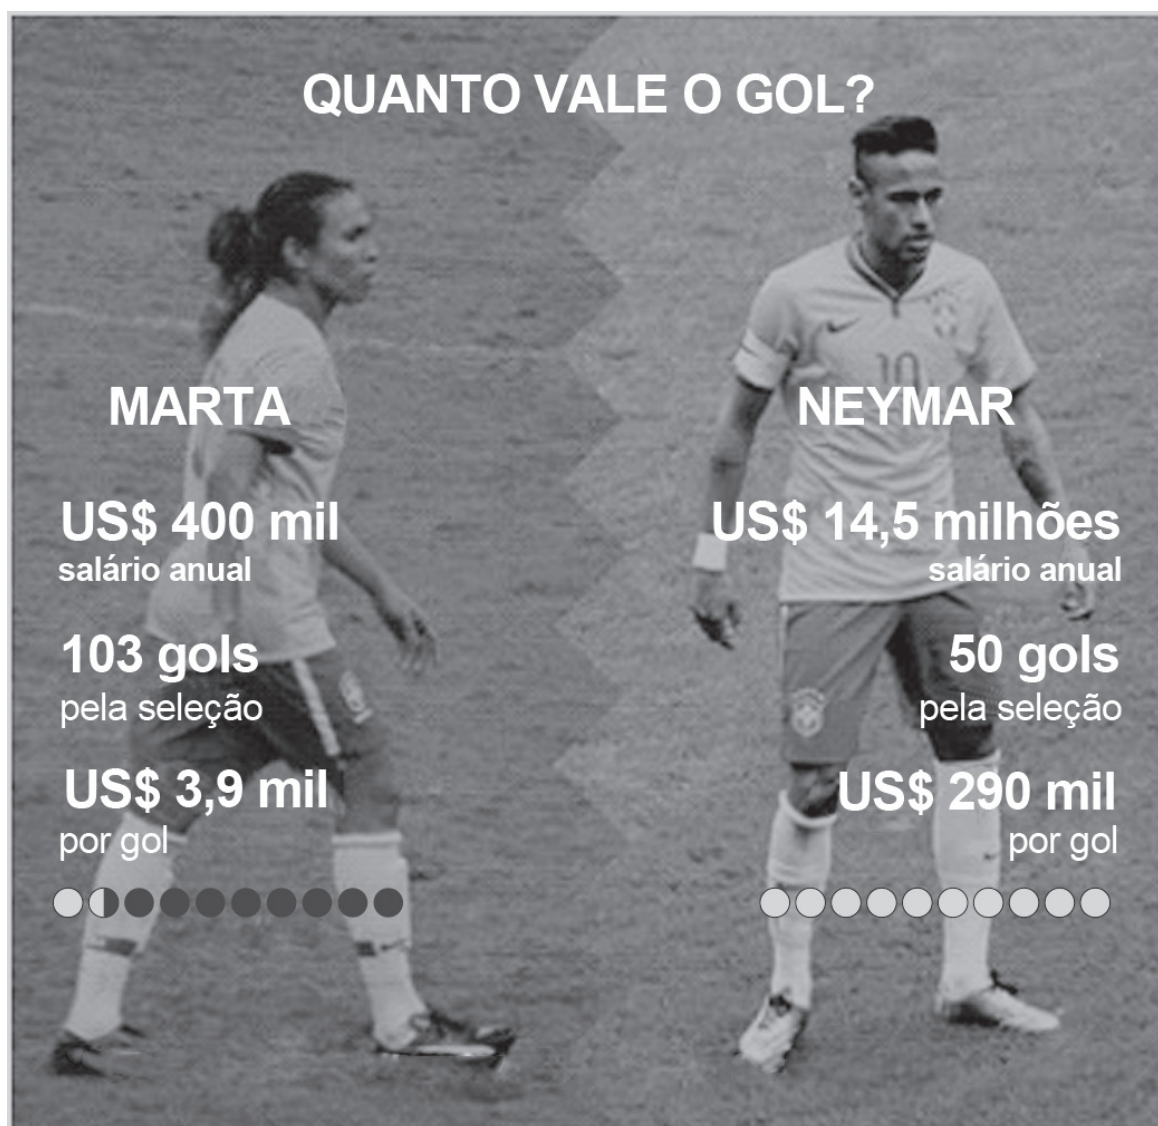 QUANTO VALE O GOL?
MARTA
US$ 400 mil
salário anual
103 gols
pela seleção
US$ 3,9 mil
por gol
NEYMAR
10
US$ 14,5 milhões
salário anual
50 gols
pela seleção
US$ 290 mil
por gol